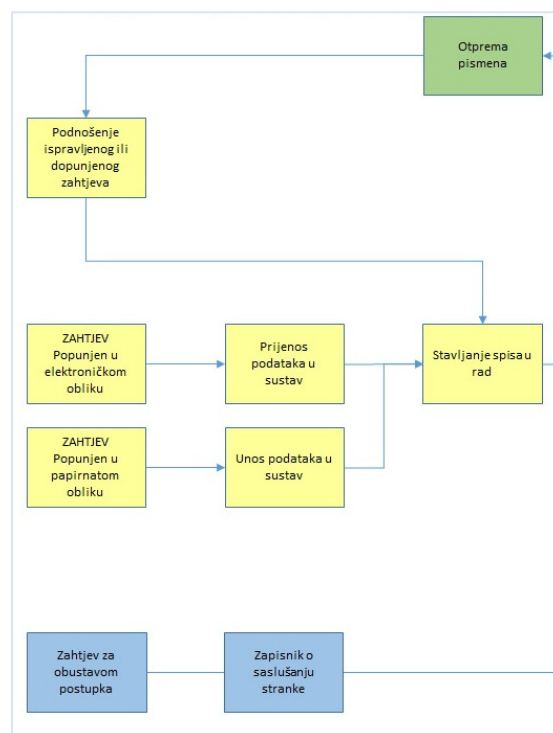 Otprema
pismena
Podnošenje
ispravljenog ili
dopunjenog
zahtjeva
ZAHTJEV
Popunjen u
elektroničkom
obliku
Prijenos
podataka u
sustav
Stavljanje spisa u
rad
ZAHTJEV
Popunjen u
papirnatom
obliku
Unos podataka u
sustav
Zahtjev za
obustavom
postupka
Zapisnik o
saslušanju
stranke